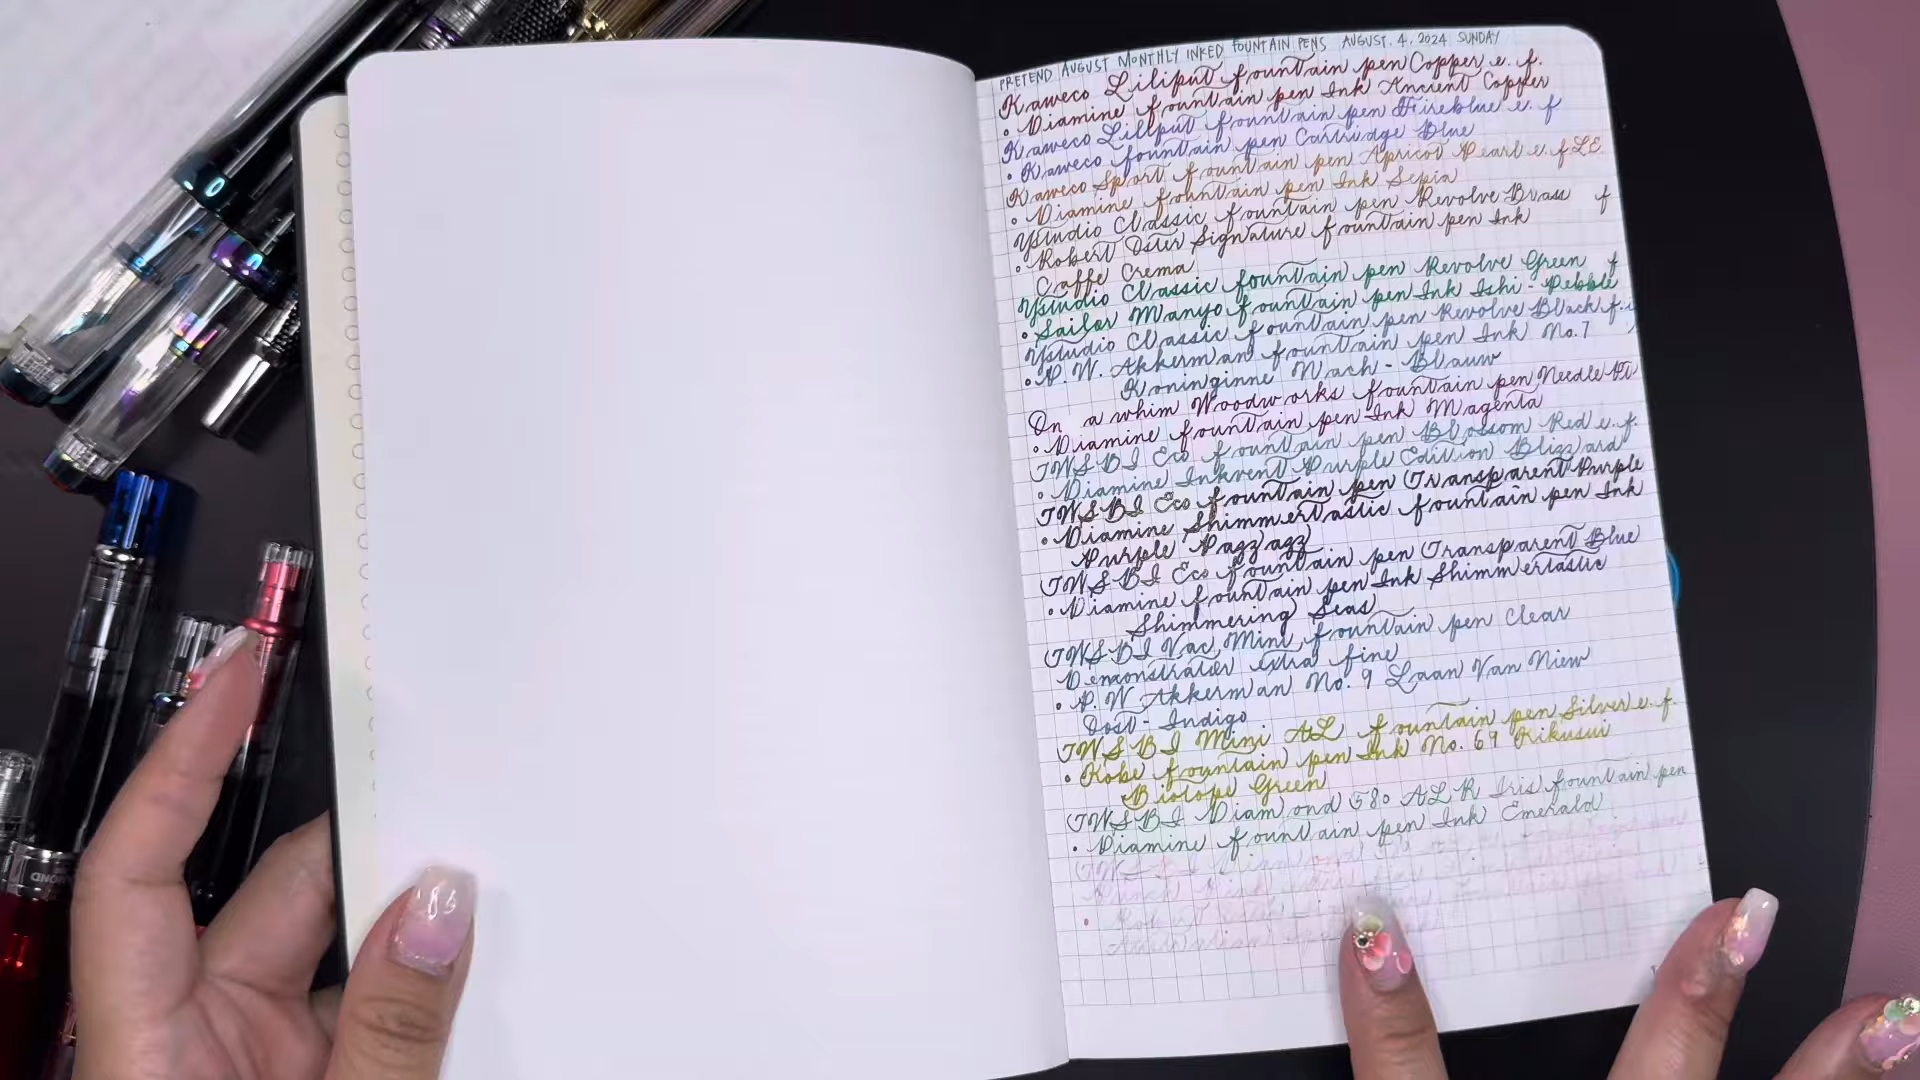 PRETEND AUGUST MONTHLY INKED FOUNTAIN PENS AUGUST. 4. 2024 SUNDAY
Kaweco Liliput fountain pen Copper e. f.
• Diamine fountain pen Ink Ancient Copper
Kaweco Liliput fountain pen Fireblue e. f
• Kaweco fountain pen Cartridge Blue
Kaweco Sport fountain pen Apricot Pearl e. f LE
• Diamine fountain pen Ink Sepia
Ystudio Classic fountain pen Revolve Brass f
• Robert Oster Signature fountain pen Ink
Caffe Crema
Ystudio Classic fountain pen Revolve Green f
• Sailor Manyo fountain pen Ink Ishi - Pebble
Ystudio Classic fountain pen Revolve Black f.
• P. W. Akkerman fountain pen Ink No. 7
Koninginne Nach - Blauw
On a whim Woodworks fountain pen Needle
• Diamine fountain pen Ink Magenta
TWSBI Eco fountain pen Blossom Red e. f.
• Diamine Inkvent Purple Edition Blizzard
TWSBI Eco fountain pen Transparent Purple
• Diamine Shimmertastic fountain pen Ink
Purple Pazzazz
TWSBI Eco fountain pen Transparent Blue
• Diamine fountain pen Ink Shimmertastic
Shimmering Seas
TWSBI Vac Mini fountain pen Clear
Demonstrator extra fine
• P. W Akkerman No. 9 Laan Van Niew
Oost - Indigo
TWSBI Mini AL fountain pen Silver e. f.
• Kobe fountain pen Ink No. 69 Kikusui
Biotope Green
TWSBI Diamond 580 ALR Iris fountain pen
• Diamine fountain pen Ink Emerald
TWSBI Diamond